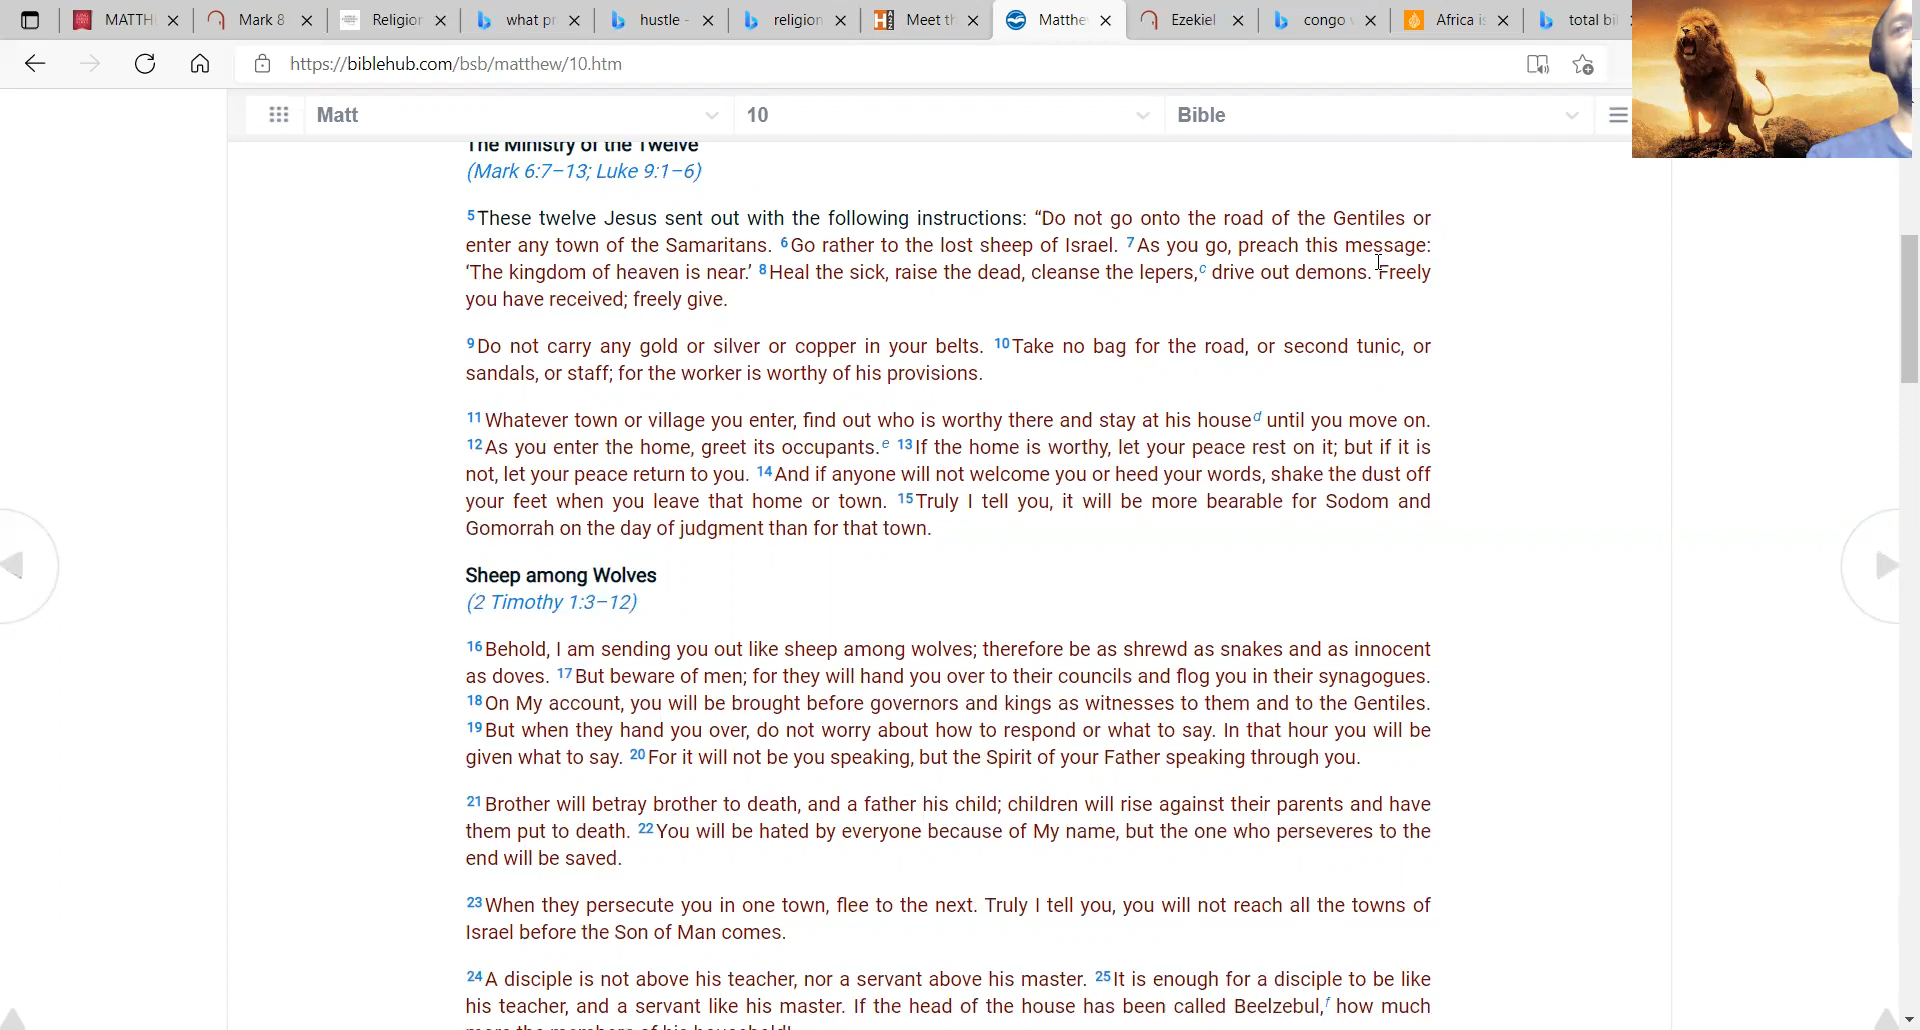 MATTH
Mark 8
Religion
what pr
hustle -
religion
Meet th
Matthe
Ezekiel
congo
Africa is
total bi
https://biblehub.com/bsb/matthew/10.htm
Matt
10
Bible
The Ministry of the Twelve
(Mark 6:7–13; Luke 9:1–6)
5These twelve Jesus sent out with the following instructions: “Do not go onto the road of the Gentiles or
enter any town of the Samaritans. 6Go rather to the lost sheep of Israel. 7As you go, preach this message:
‘The kingdom of heaven is near.’ 8Heal the sick, raise the dead, cleanse the lepers,c drive out demons. Freely
you have received; freely give.
9Do not carry any gold or silver or copper in your belts. 10Take no bag for the road, or second tunic, or
sandals, or staff; for the worker is worthy of his provisions.
11Whatever town or village you enter, find out who is worthy there and stay at his housed until you move on.
12As you enter the home, greet its occupants.e 13If the home is worthy, let your peace rest on it; but if it is
not, let your peace return to you. 14And if anyone will not welcome you or heed your words, shake the dust off
your feet when you leave that home or town. 15Truly I tell you, it will be more bearable for Sodom and
Gomorrah on the day of judgment than for that town.
Sheep among Wolves
(2 Timothy 1:3–12)
16Behold, I am sending you out like sheep among wolves; therefore be as shrewd as snakes and as innocent
as doves. 17But beware of men; for they will hand you over to their councils and flog you in their synagogues.
18On My account, you will be brought before governors and kings as witnesses to them and to the Gentiles.
19But when they hand you over, do not worry about how to respond or what to say. In that hour you will be
given what to say. 20For it will not be you speaking, but the Spirit of your Father speaking through you.
21Brother will betray brother to death, and a father his child; children will rise against their parents and have
them put to death. 22You will be hated by everyone because of My name, but the one who perseveres to the
end will be saved.
23When they persecute you in one town, flee to the next. Truly I tell you, you will not reach all the towns of
Israel before the Son of Man comes.
24A disciple is not above his teacher, nor a servant above his master. 25It is enough for a disciple to be like
his teacher, and a servant like his master. If the head of the house has been called Beelzebul,f how much
more the members of his household!